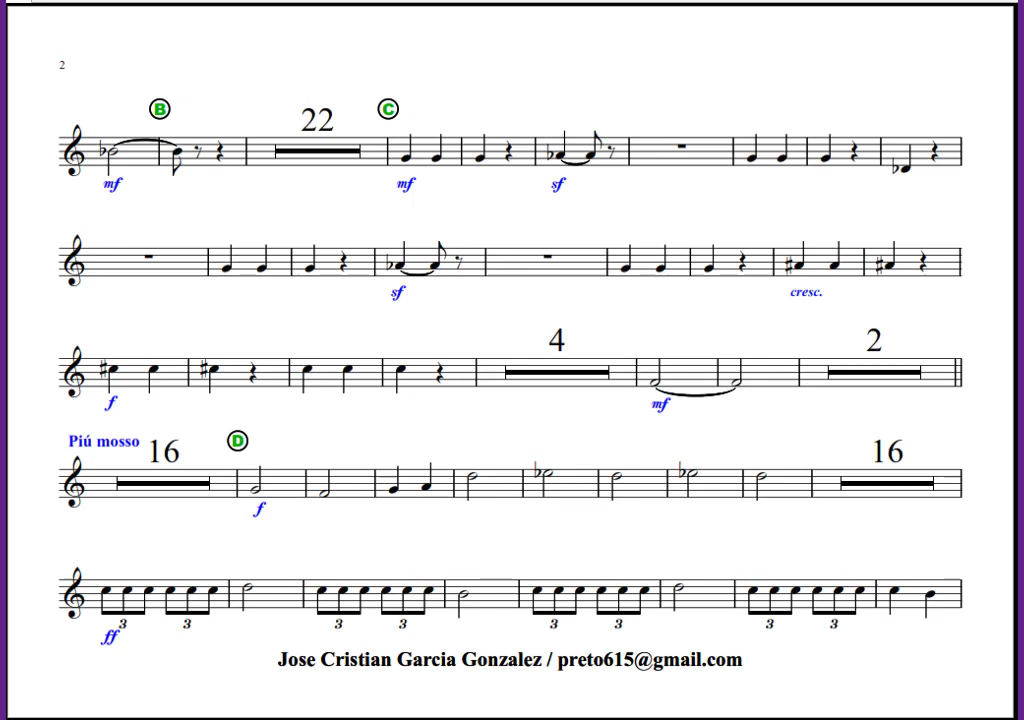 2
B 22 C
mf mf sf
sf cresc.
4 2
f mf
Piú mosso 16 D 16
f
3 3 3 3 3 3 3 3
ff
Jose Cristian Garcia Gonzalez / preto615@gmail.com